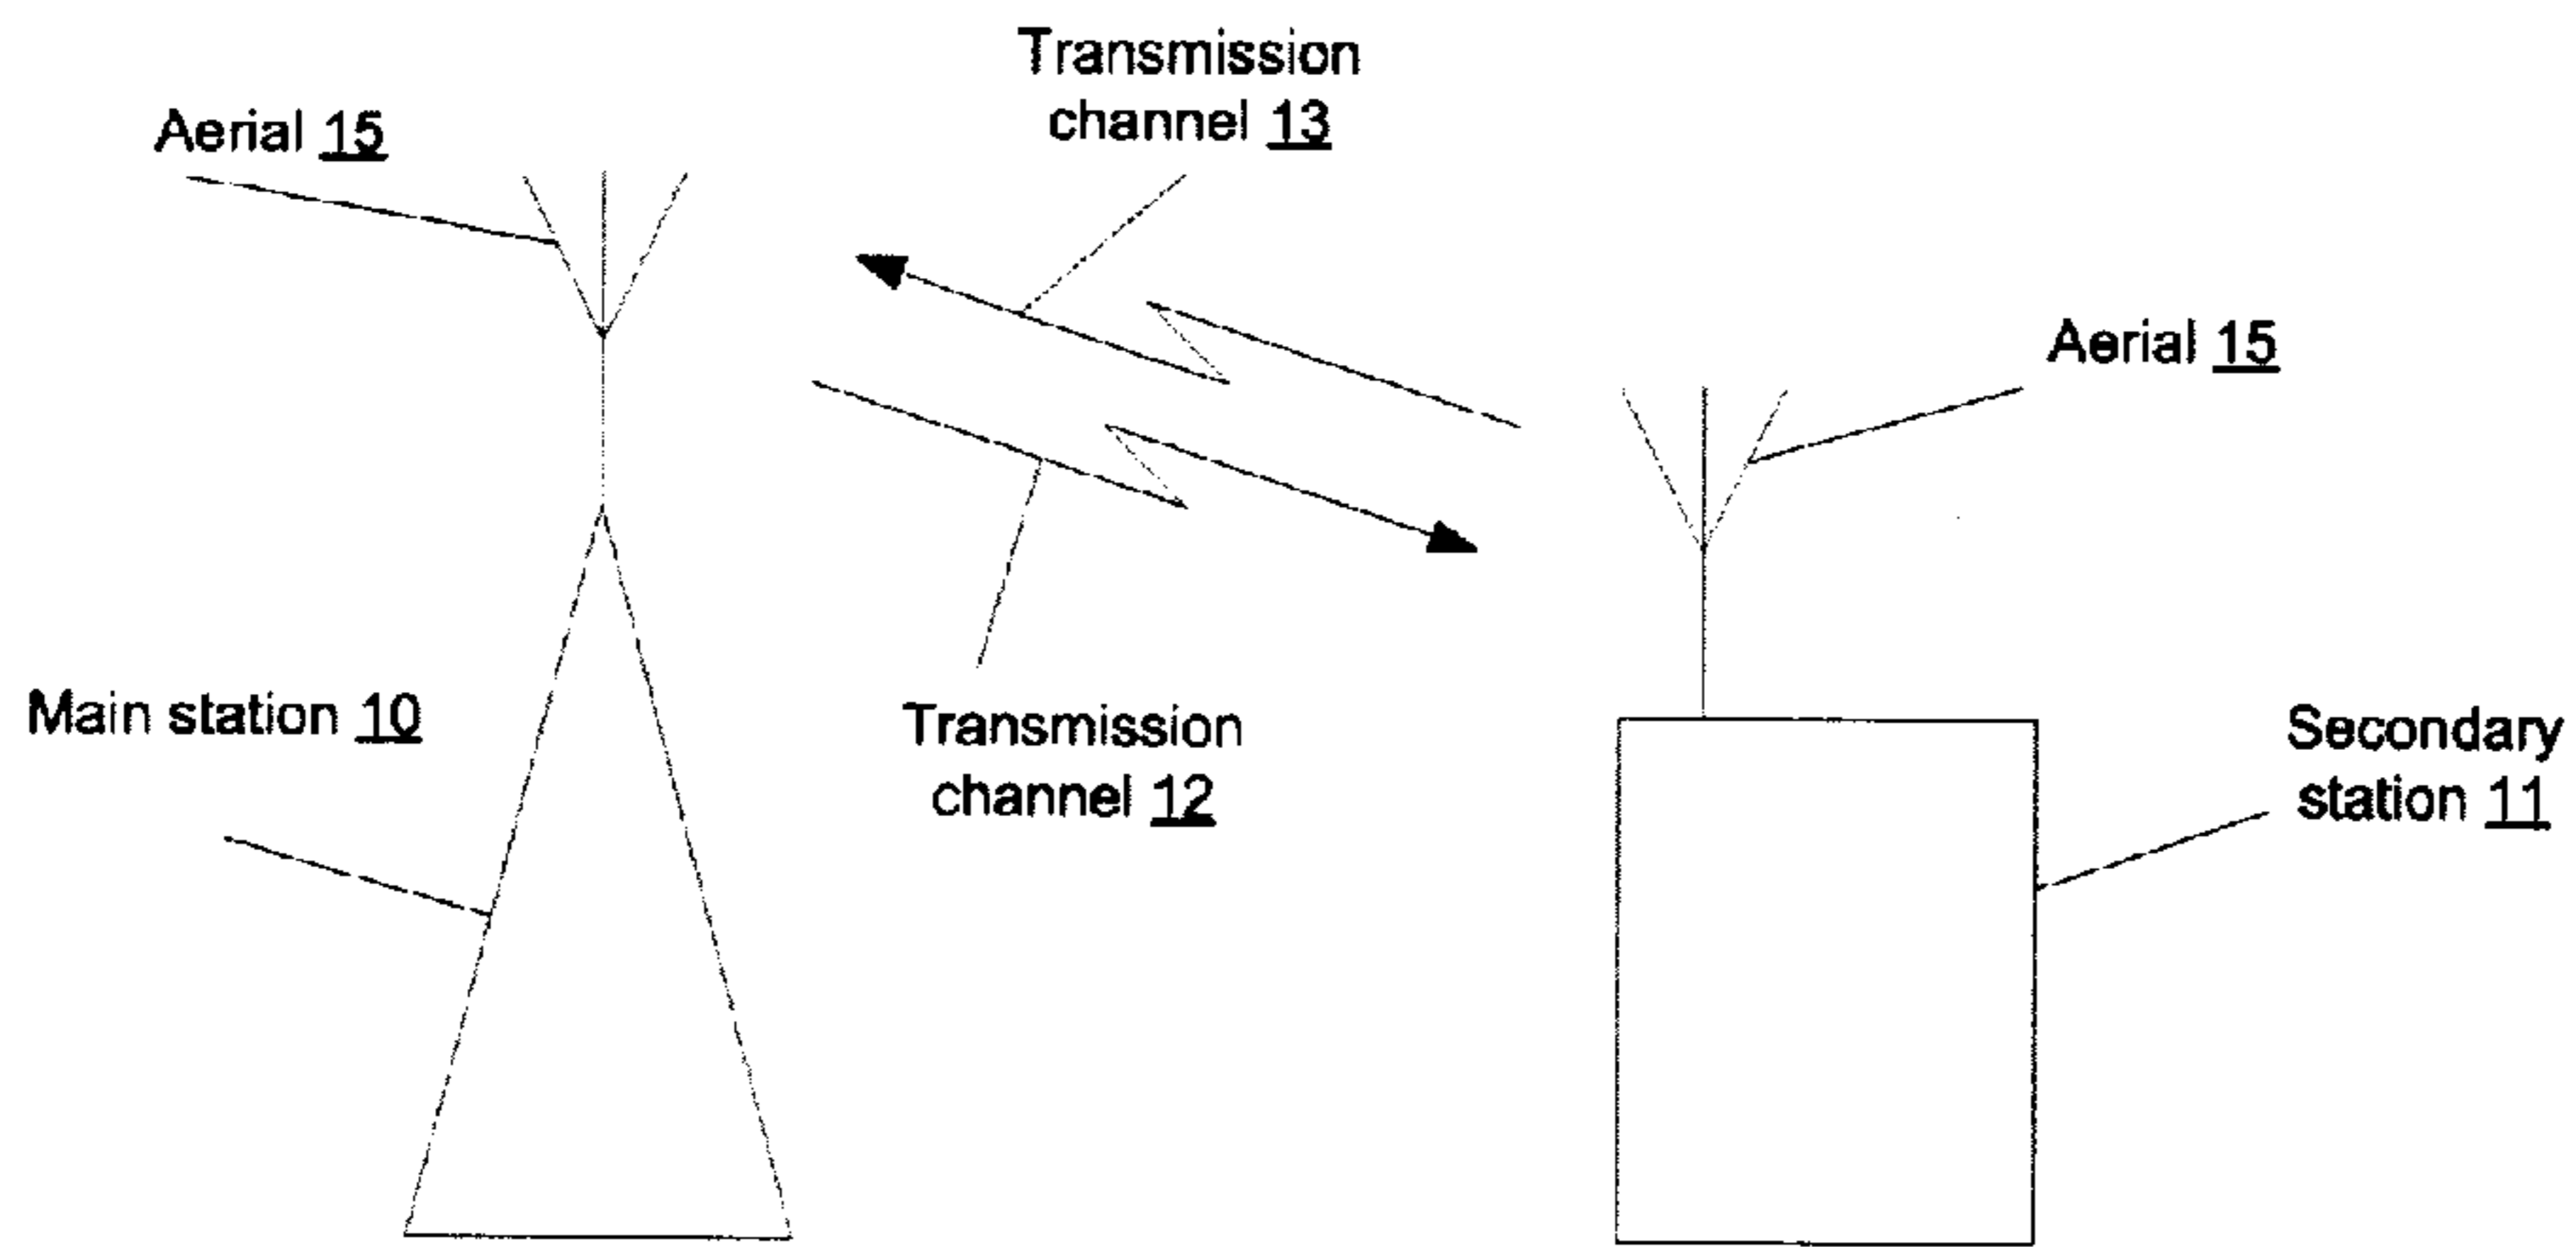 Transmission
channel 13
Aerial 15
Aerial 15
Main station 10
Transmission
channel 12
Secondary
station 11